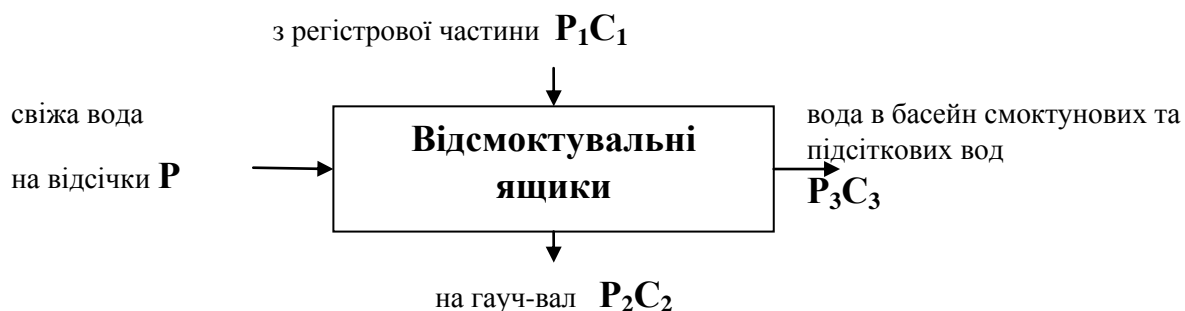 з регістрової частини P₁C₁
свіжа вода
на відсічки P
Відсмоктувальні
ящики
вода в басейн смоктунових та
підсіткових вод
P₃C₃
на гауч-вал P₂C₂